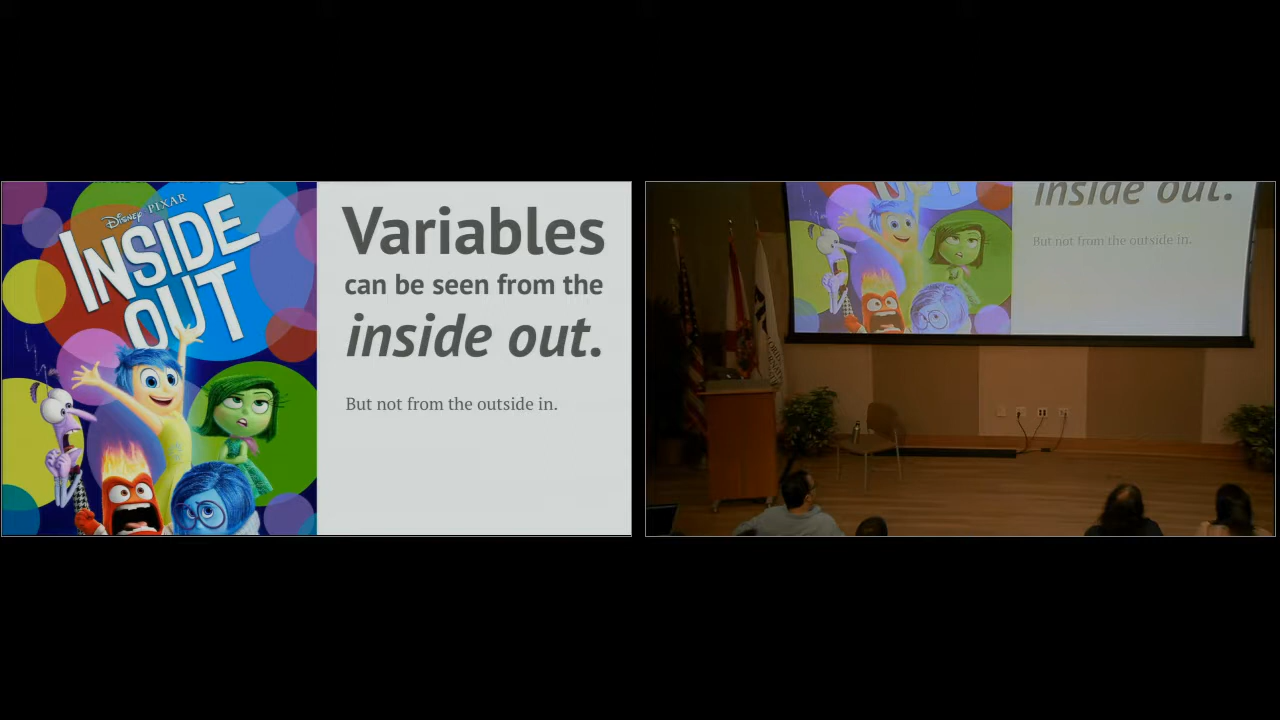 Disney PIXAR
INSIDE
OUT
Variables
can be seen from the
inside out.
But not from the outside in.
inside out.
But not from the outside in.